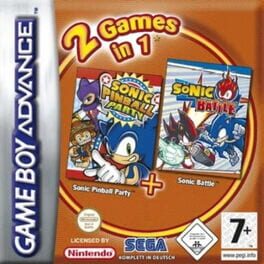 GAME BOY ADVANCE
2 Games
in 1
SONIC
PINBALL
PARTY
SONIC
BATTLE
Sonic Pinball Party
+
Sonic Battle
LICENSED BY
Nintendo
SEGA
KOMPLETT IN DEUTSCH
7+
www.pegi.info